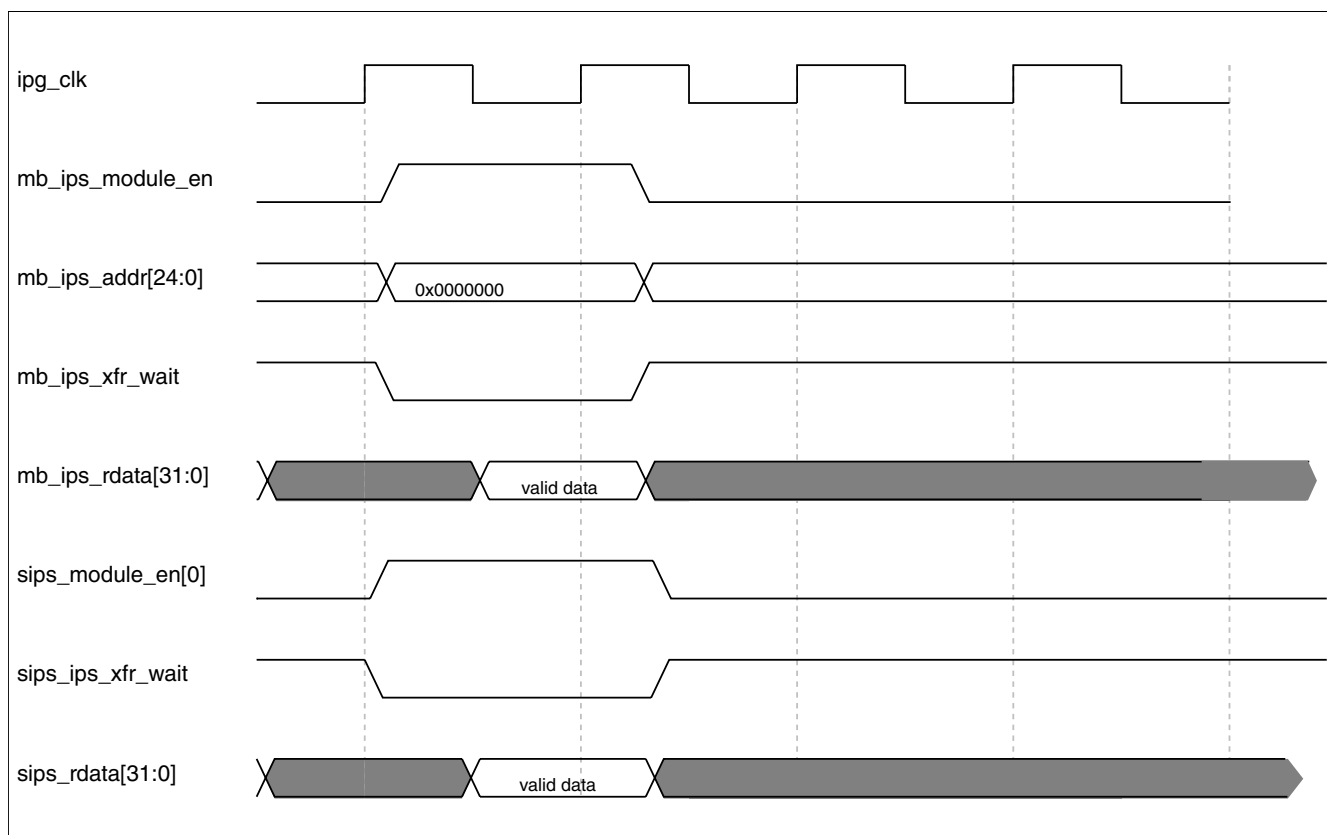 ipg_clk
mb_ips_module_en
mb_ips_addr[24:0]
0x0000000
mb_ips_xfr_wait
mb_ips_rdata[31:0]
valid data
sips_module_en[0]
sips_ips_xfr_wait
sips_rdata[31:0]
valid data